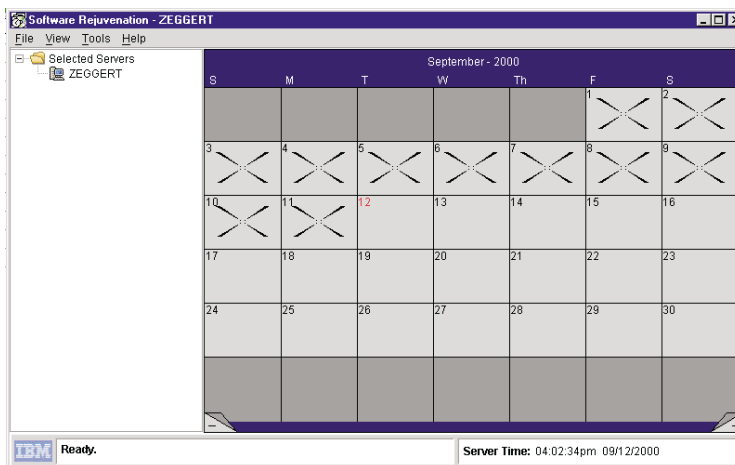 Software Rejuvenation - ZEGGERT
File View Tools Help
Selected Servers
ZEGGERT
September - 2000
S M T W Th F S
1 2
3 4 5 6 7 8 9
10 11 12 13 14 15 16
17 18 19 20 21 22 23
24 25 26 27 28 29 30
IBM Ready. Server Time: 04:02:34pm 09/12/2000